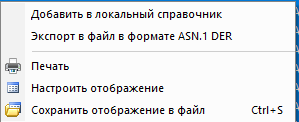 Добавить в локальный справочник
Экспорт в файл в формате ASN.1 DER
Печать
Настроить отображение
Сохранить отображение в файл Ctrl+S